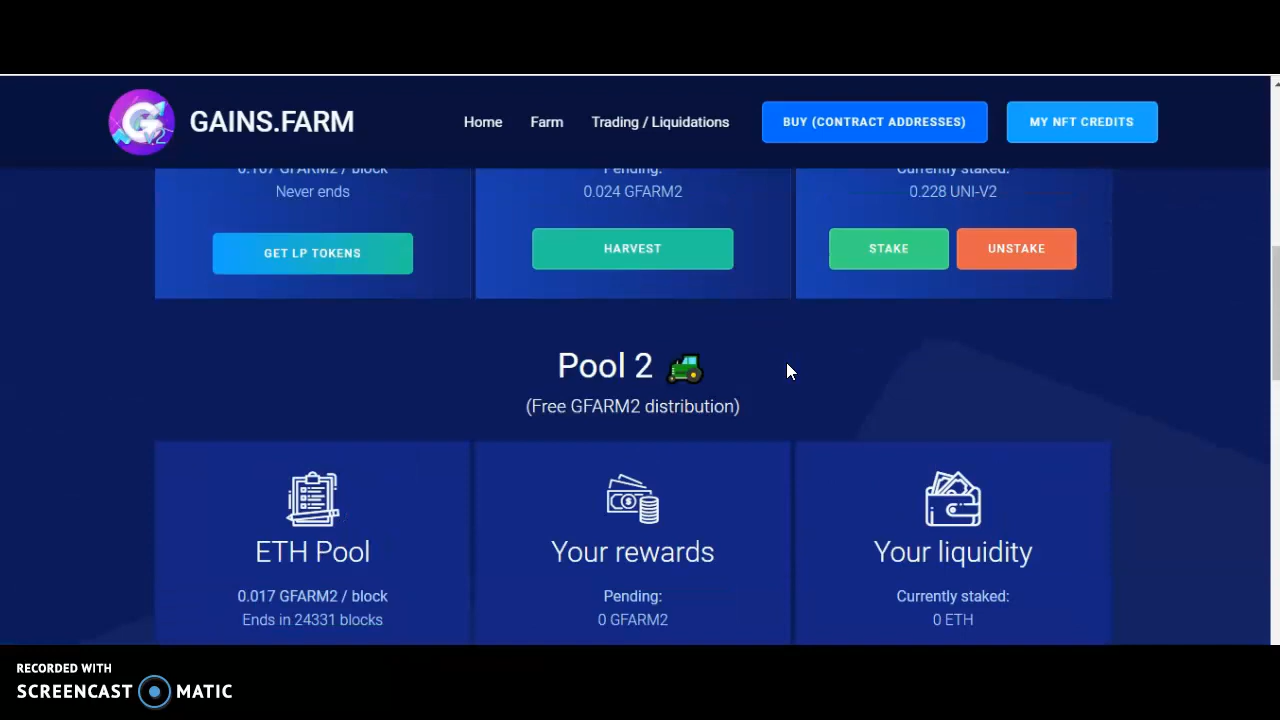 GAINS.FARM
Home
Farm
Trading / Liquidations
BUY (CONTRACT ADDRESSES)
MY NFT CREDITS
GFARM2 / block
Never ends
GET LP TOKENS
Pending:
0.024 GFARM2
HARVEST
Currently staked:
0.228 UNI-V2
STAKE
UNSTAKE
Pool 2
(Free GFARM2 distribution)
ETH Pool
0.017 GFARM2 / block
Ends in 24331 blocks
Your rewards
Pending:
0 GFARM2
Your liquidity
Currently staked:
0 ETH
RECORDED WITH
SCREENCAST MATIC